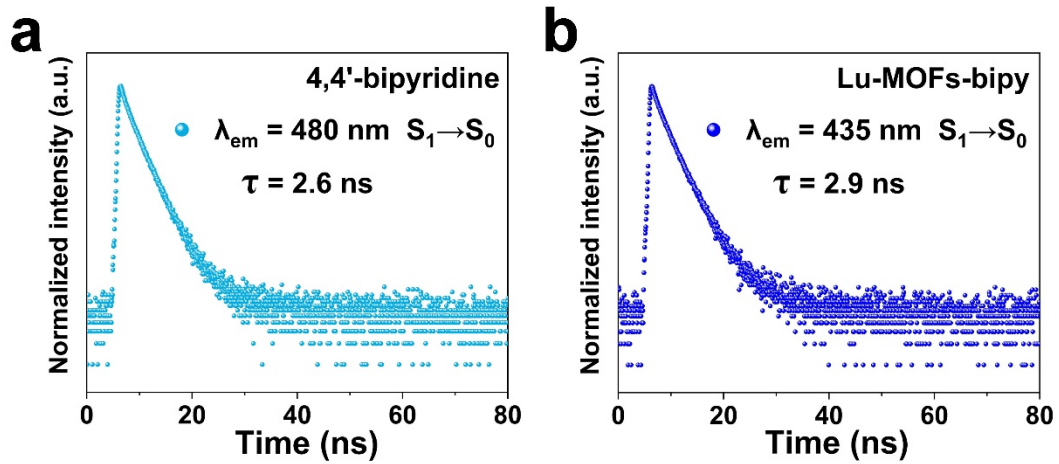 a
4,4'-bipyridine
λem = 480 nm S1→S0
τ = 2.6 ns
Normalized intensity (a.u.)
0 20 40 60 80
Time (ns)
b
Lu-MOFs-bipy
λem = 435 nm S1→S0
τ = 2.9 ns
Normalized intensity (a.u.)
0 20 40 60 80
Time (ns)